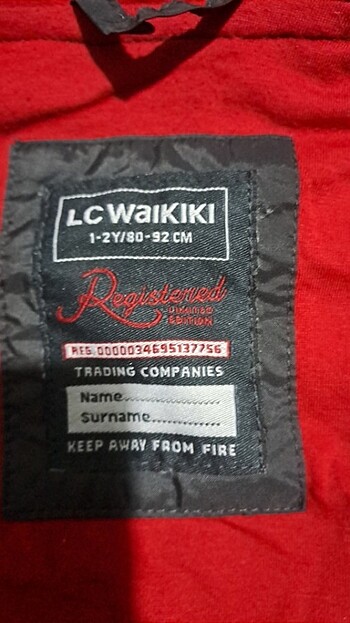 LC WAIKIKI
1-2Y/80-92 CM
Registered
LIMITED
EDITION
REG 0000034695137756
TRADING COMPANIES
Name....................
Surname..............
KEEP AWAY FROM FIRE